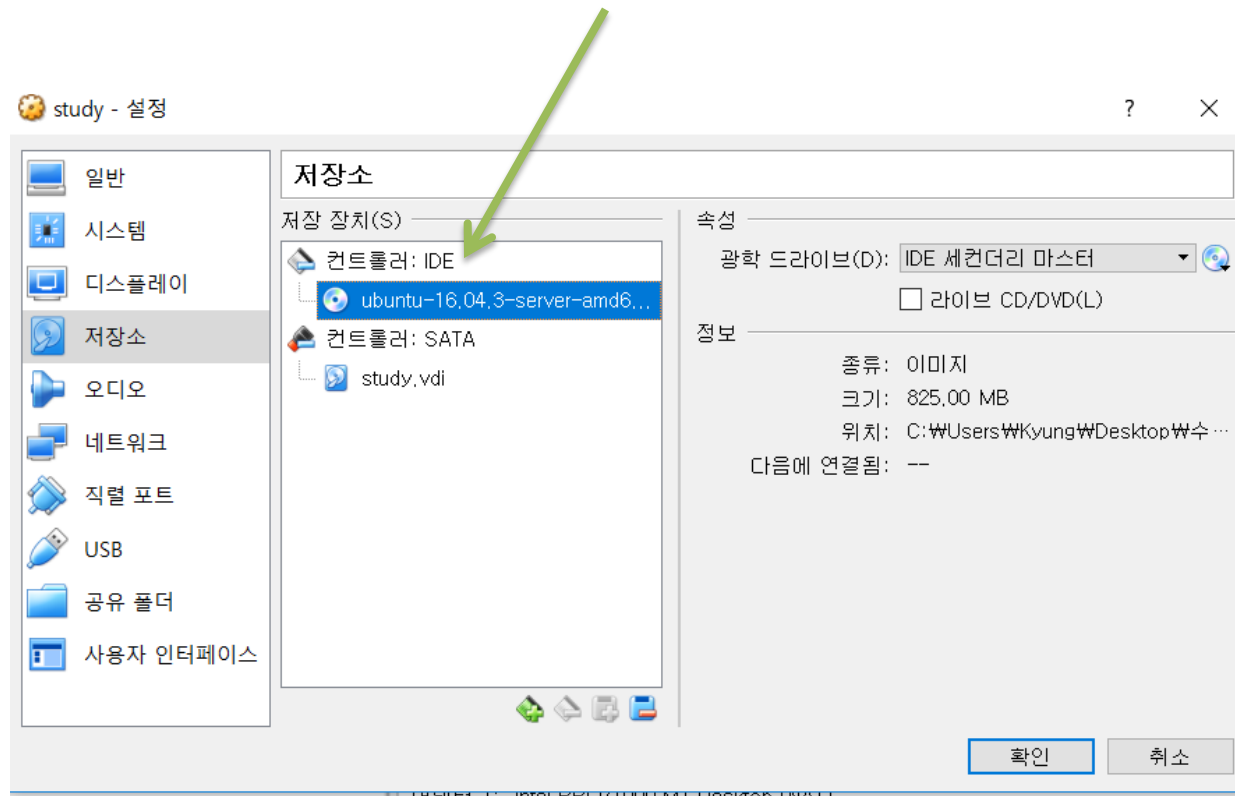 study - 설정
?
일반
시스템
디스플레이
저장소
오디오
네트워크
직렬 포트
USB
공유 폴더
사용자 인터페이스
저장소
저장 장치(S)
컨트롤러: IDE
ubuntu-16,04,3-server-amd6...
컨트롤러: SATA
study,vdi
속성
광학 드라이브(D): IDE 세컨더리 마스터
라이브 CD/DVD(L)
정보
종류: 이미지
크기: 825,00 MB
위치: C:₩Users₩Kyung₩Desktop₩수…
다음에 연결됨: --
확인
취소